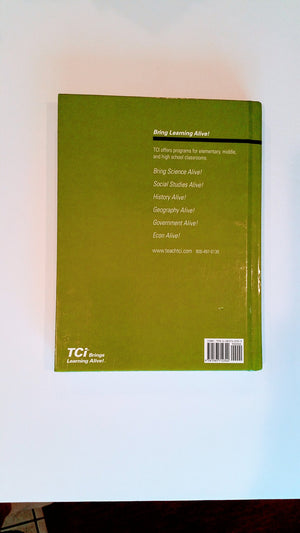 Bring Learning Alive!
TCi offers programs for elementary, middle,
and high school classrooms.
Bring Science Alive!
Social Studies Alive!
History Alive!
Geography Alive!
Government Alive!
Econ Alive!
www.teachtci.com
TCi Brings
Learning Alive!